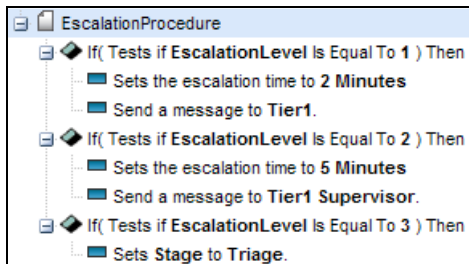 EscalationProcedure
If( Tests if EscalationLevel Is Equal To 1 ) Then
Sets the escalation time to 2 Minutes
Send a message to Tier1.
If( Tests if EscalationLevel Is Equal To 2 ) Then
Sets the escalation time to 5 Minutes
Send a message to Tier1 Supervisor.
If( Tests if EscalationLevel Is Equal To 3 ) Then
Sets Stage to Triage.